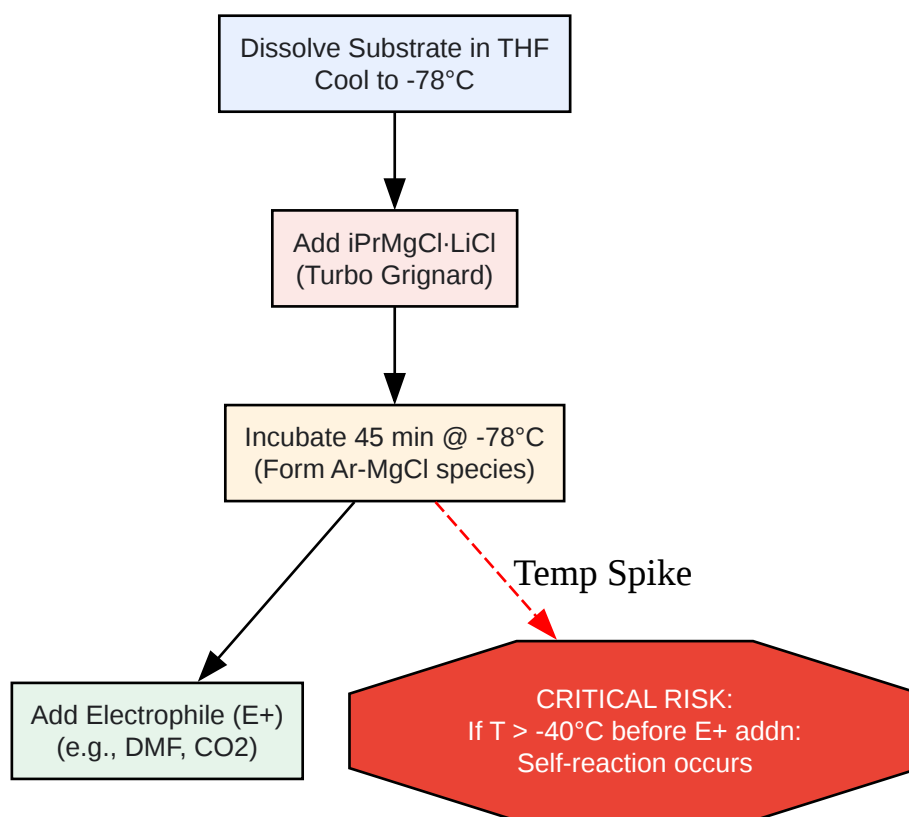 Dissolve Substrate in THF
Cool to -78°C
Add iPrMgCl·LiCl
(Turbo Grignard)
Incubate 45 min @ -78°C
(Form Ar-MgCl species)
Temp Spike
Add Electrophile (E+)
(e.g., DMF, CO2)
CRITICAL RISK:
If T > -40°C before E+ addn:
Self-reaction occurs